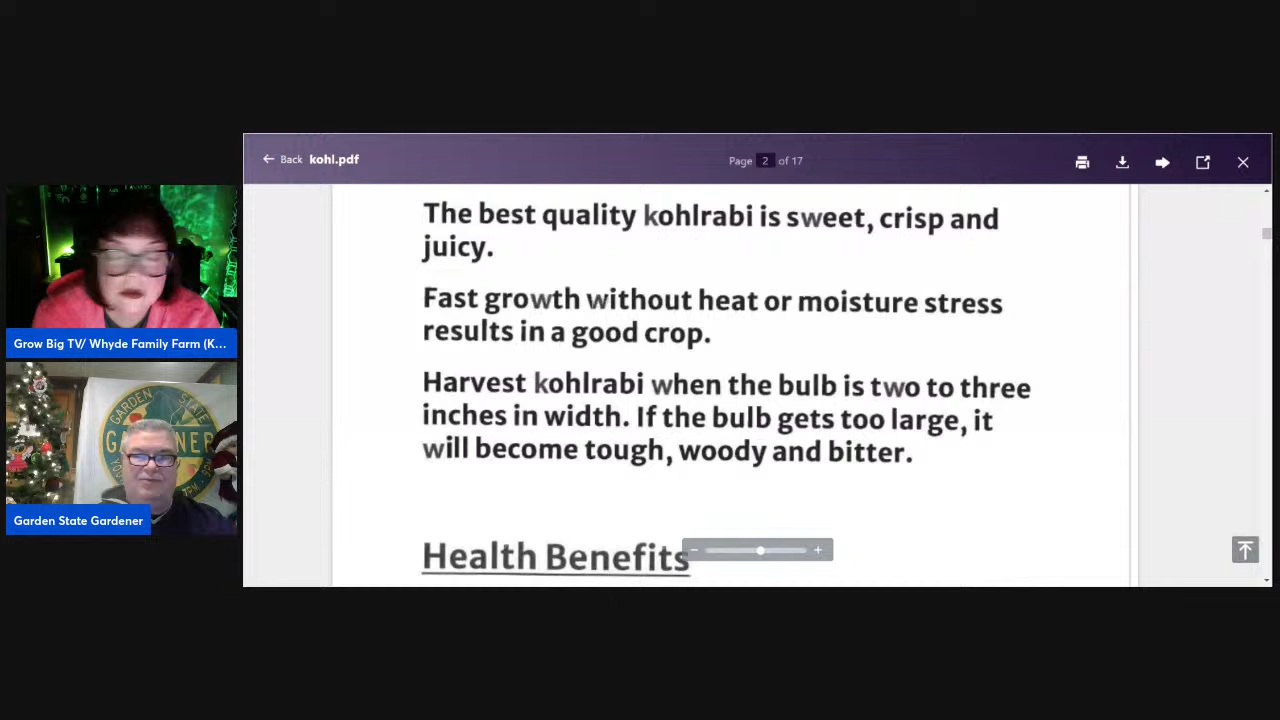 Back kohl.pdf
Page 2 of 17
The best quality kohlrabi is sweet, crisp and
juicy.
Fast growth without heat or moisture stress
results in a good crop.
Harvest kohlrabi when the bulb is two to three
inches in width. If the bulb gets too large, it
will become tough, woody and bitter.
Health Benefits
Grow Big TV/ Whyde Family Farm (K...
GARDEN STATE
GARDENER
Garden State Gardener